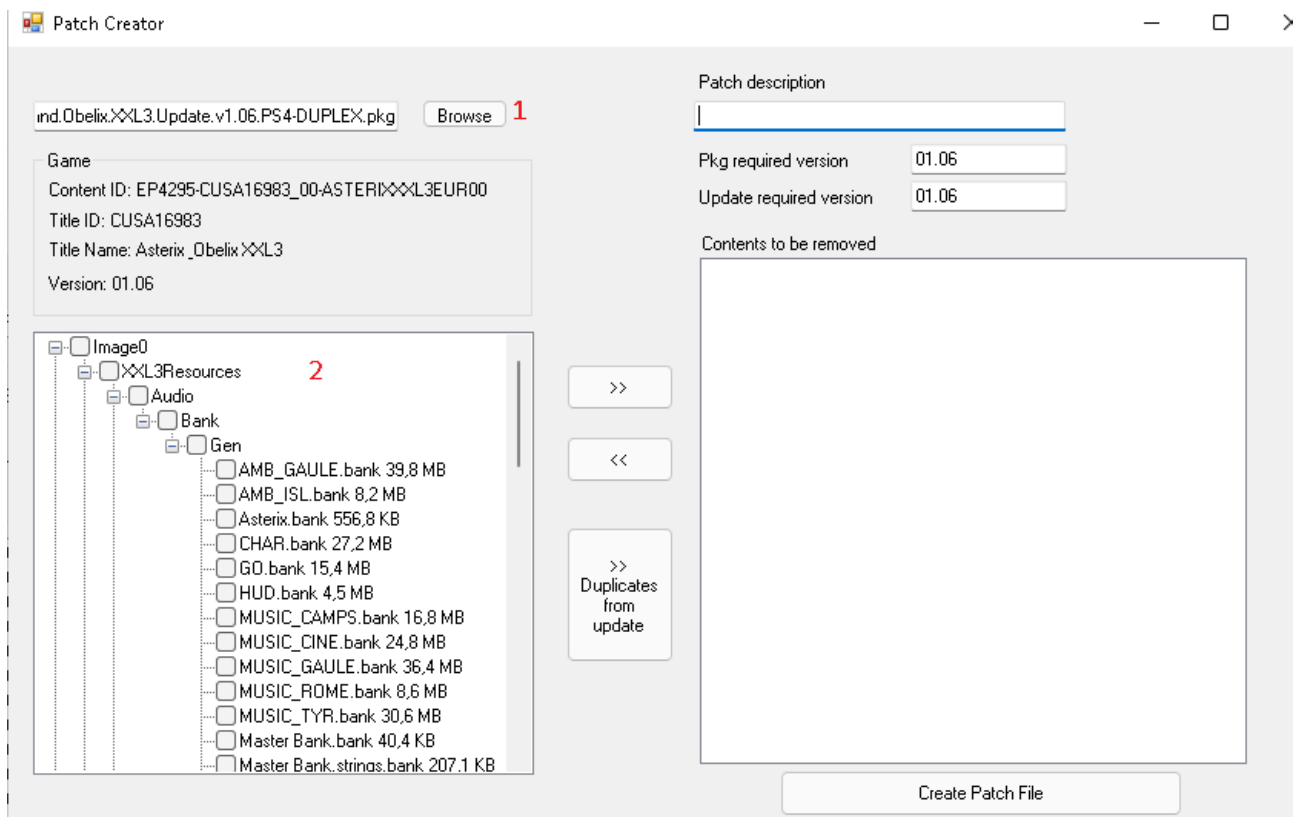 Patch Creator
ınd.Obelix.XXL3.Update.v1.06.PS4-DUPLEX.pkg
Browse
1
Game
Content ID: EP4295-CUSA16983_00-ASTERIXXXL3EUR00
Title ID: CUSA16983
Title Name: Asterix _Obelix XXL3
Version: 01.06
Image0
XXL3Resources
2
Audio
Bank
Gen
AMB_GAULE.bank 39,8 MB
AMB_ISL.bank 8,2 MB
Asterix.bank 556,8 KB
CHAR.bank 27,2 MB
GO.bank 15,4 MB
HUD.bank 4,5 MB
MUSIC_CAMPS.bank 16,8 MB
MUSIC_CINE.bank 24,8 MB
MUSIC_GAULE.bank 36,4 MB
MUSIC_ROME.bank 8,6 MB
MUSIC_TYR.bank 30,6 MB
Master Bank.bank 40,4 KB
Master Bank.strings.bank 207,1 KB
>>
<<
>>
Duplicates
from
update
Patch description
Pkg required version
01.06
Update required version
01.06
Contents to be removed
Create Patch File